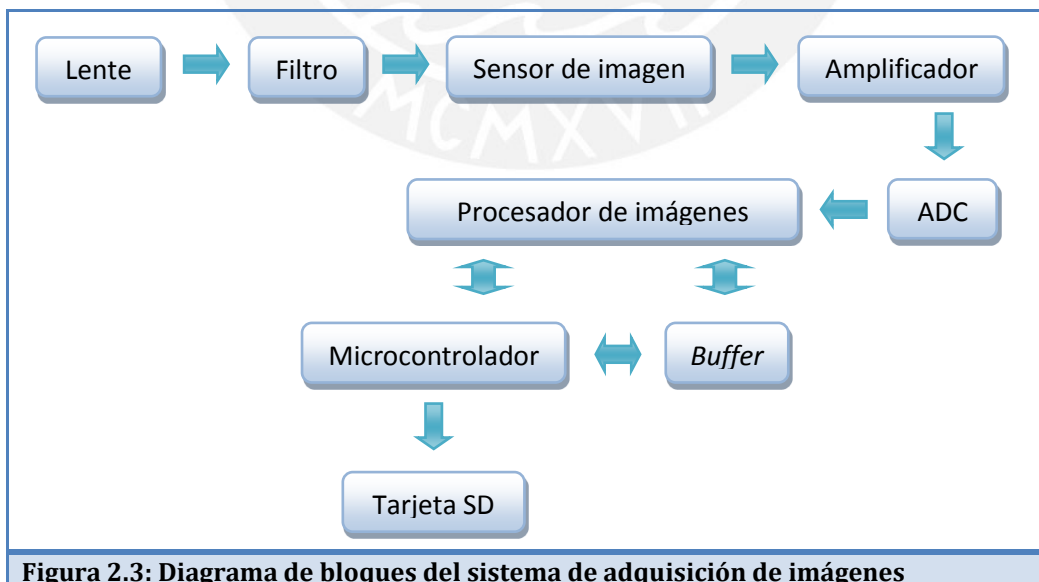 Lente
Filtro
Sensor de imagen
Amplificador
MCMXVII
Procesador de imágenes
ADC
Microcontrolador
Buffer
Tarjeta SD
Figura 2.3: Diagrama de bloques del sistema de adquisición de imágenes